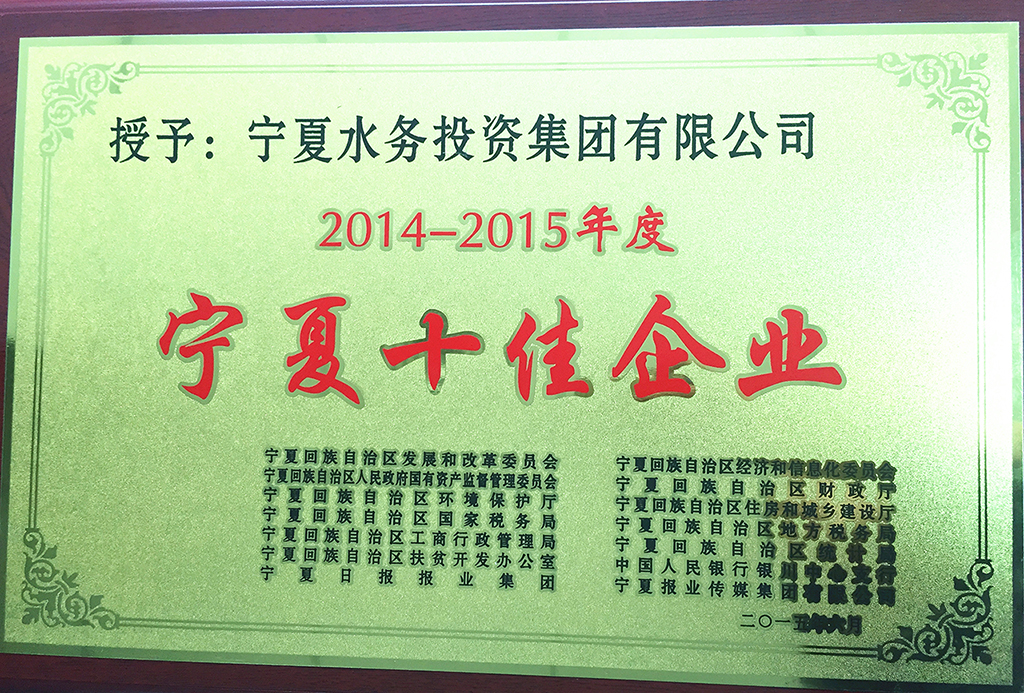 授予：宁夏水务投资集团有限公司
2014–2015年度
宁夏十佳企业
宁夏回族自治区发展和改革委员会
宁夏回族自治区人民政府国有资产监督管理委员会
宁夏回族自治区环境保护厅
宁夏回族自治区国家税务局
宁夏回族自治区工商行政管理局
宁夏回族自治区扶贫开发办公室
宁夏日报报业集团
宁夏回族自治区经济和信息化委员会
宁夏回族自治区财政厅
宁夏回族自治区住房和城乡建设厅
宁夏回族自治区地方税务局
宁夏回族自治区统计局
中国人民银行银川中心支行
宁夏报业传媒集团有限公司
二〇一五年六月